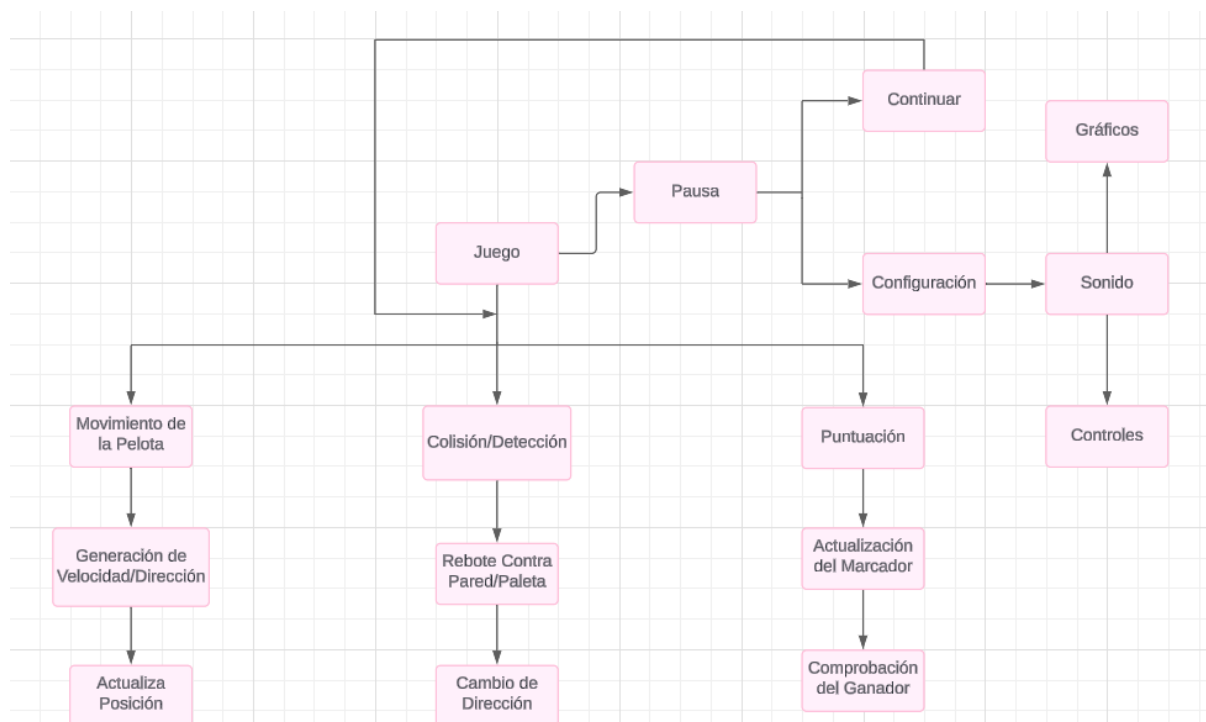 Continuar
Gráficos
Pausa
Juego
Configuración
Sonido
Movimiento de
la Pelota
Colisión/Detección
Puntuación
Controles
Generación de
Velocidad/Dirección
Rebote Contra
Pared/Paleta
Actualización
del Marcador
Actualiza
Posición
Cambio de
Dirección
Comprobación
del Ganador